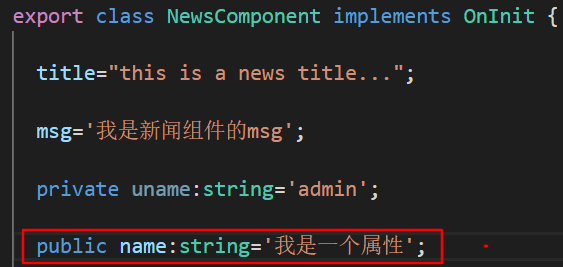 export class NewsComponent implements OnInit {
title="this is a news title...";
msg='我是新闻组件的msg';
private uname:string='admin';
public name:string='我是一个属性';